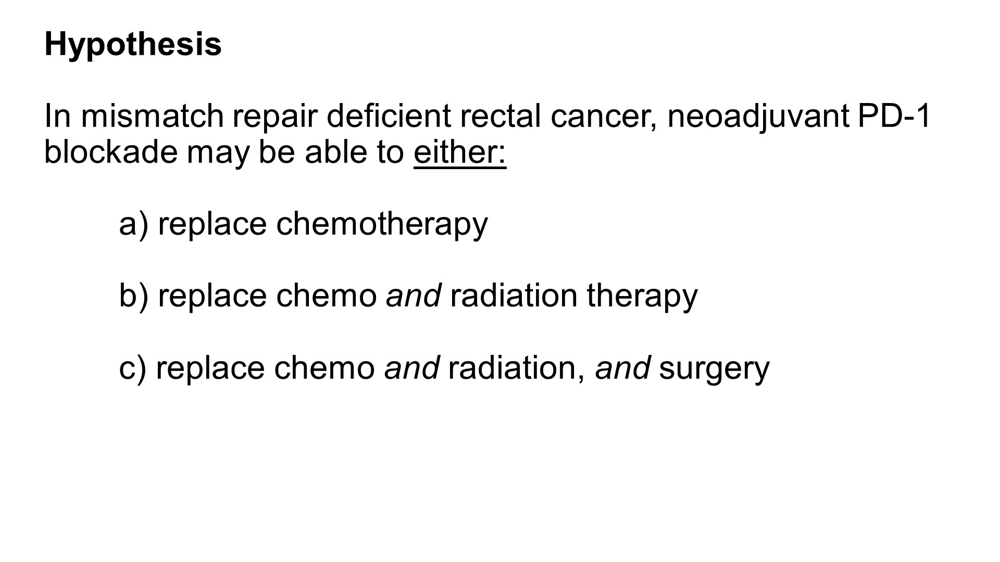 Hypothesis
In mismatch repair deficient rectal cancer, neoadjuvant PD-1
blockade may be able to either:
a) replace chemotherapy
b) replace chemo and radiation therapy
c) replace chemo and radiation, and surgery